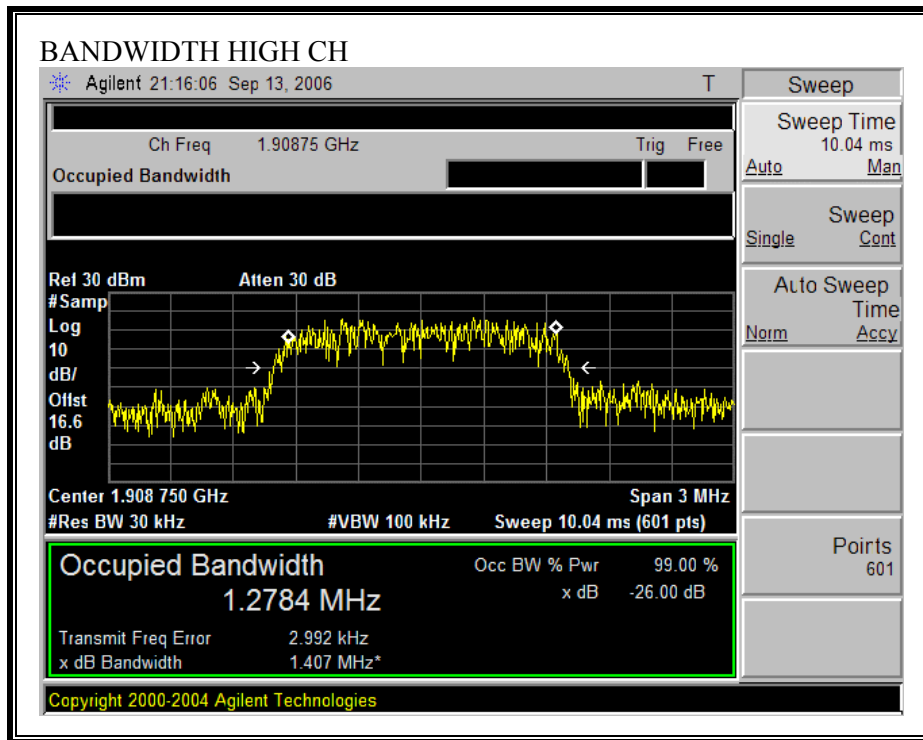 BANDWIDTH HIGH CH
Agilent 21:16:06 Sep 13, 2006 T
Sweep
Ch Freq 1.90875 GHz Trig Free
Occupied Bandwidth
Sweep Time
10.04 ms
Auto Man
Sweep
Single Cont
Auto Sweep
Time
Norm Accy
Ref 30 dBm Atten 30 dB
#Samp
Log
10
dB/
Offst
16.6
dB
Center 1.908 750 GHz Span 3 MHz
#Res BW 30 kHz #VBW 100 kHz Sweep 10.04 ms (601 pts)
Points
601
Occupied Bandwidth
1.2784 MHz
Occ BW % Pwr 99.00 %
x dB -26.00 dB
Transmit Freq Error 2.992 kHz
x dB Bandwidth 1.407 MHz*
Copyright 2000-2004 Agilent Technologies